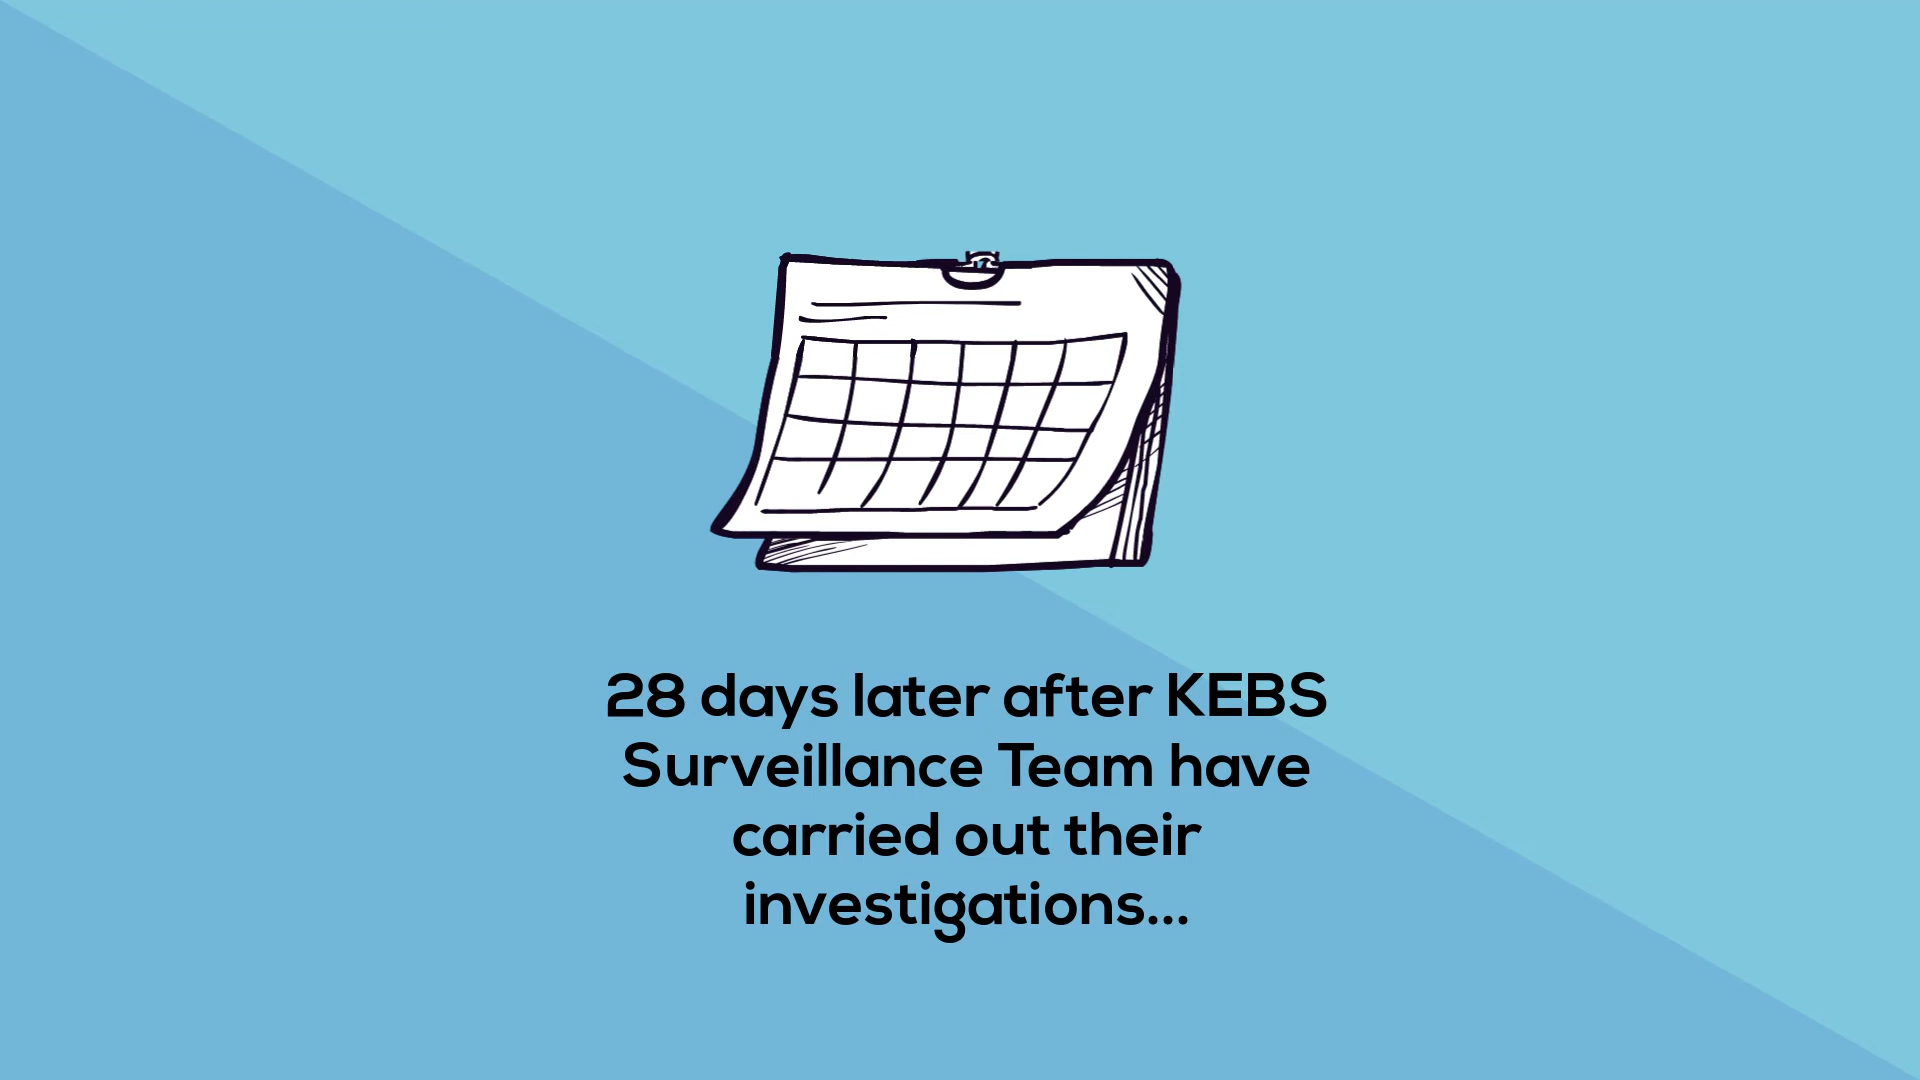 28 days later after KEBS
Surveillance Team have
carried out their
investigations...